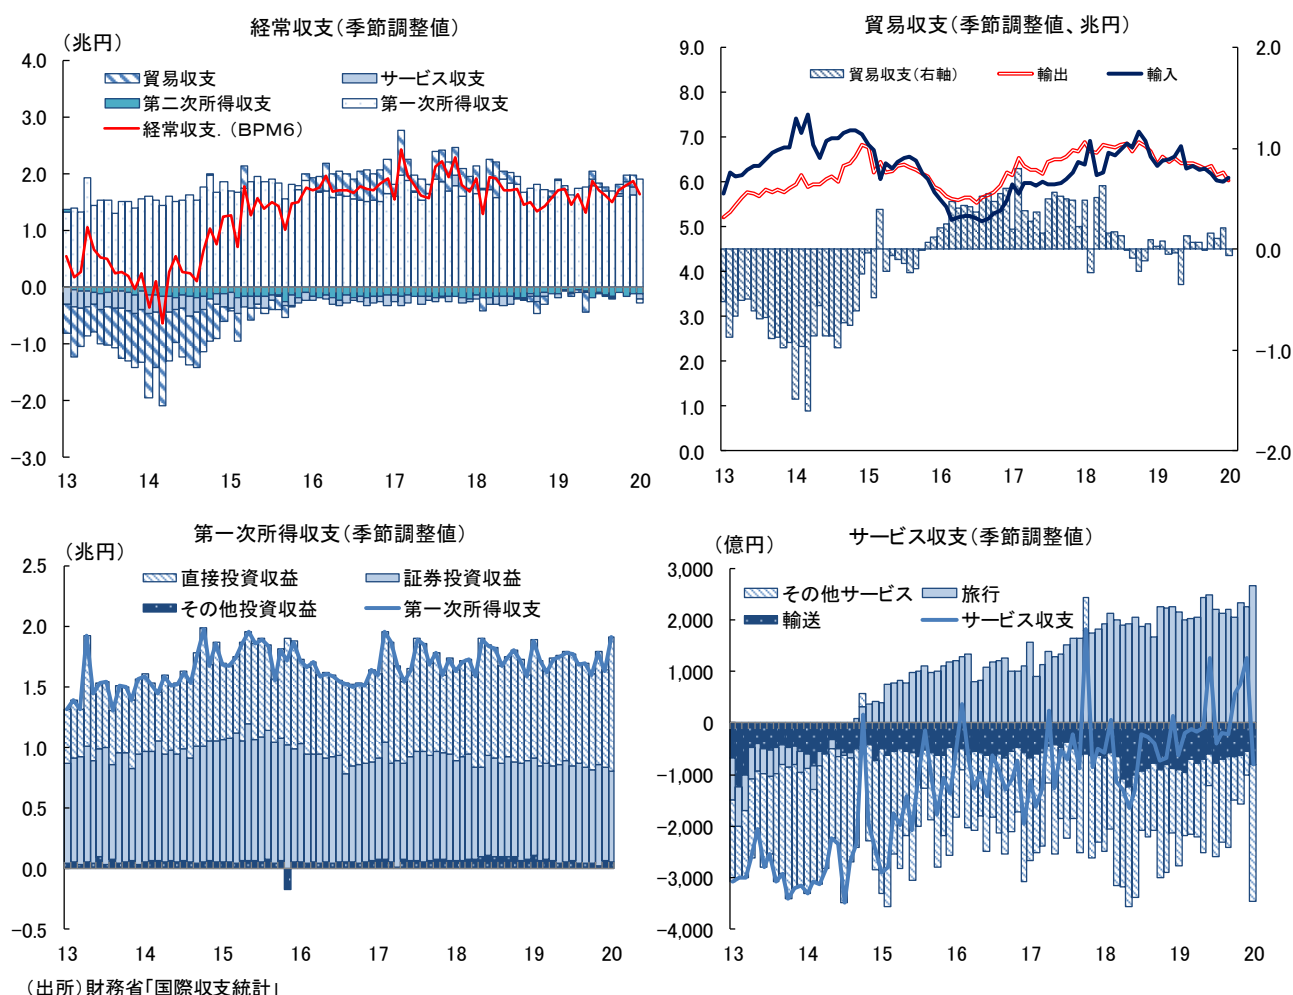 経常収支(季節調整値)
(兆円)
4.0
3.0
2.0
1.0
0.0
−1.0
−2.0
−3.0
貿易収支
サービス収支
第二次所得収支
第一次所得収支
経常収支．(BPM6)
13 14 15 16 17 18 19 20
貿易収支(季節調整値、兆円)
9.0
8.0
7.0
6.0
5.0
4.0
3.0
2.0
1.0
0.0
2.0
1.0
0.0
−1.0
−2.0
貿易収支(右軸)
輸出
輸入
13 14 15 16 17 18 19 20
第一次所得収支(季節調整値)
(兆円)
2.5
2.0
1.5
1.0
0.5
0.0
−0.5
直接投資収益
証券投資収益
その他投資収益
第一次所得収支
13 14 15 16 17 18 19 20
サービス収支(季節調整値)
(億円)
3,000
2,000
1,000
0
−1,000
−2,000
−3,000
−4,000
その他サービス
旅行
輸送
サービス収支
13 14 15 16 17 18 19 20
(出所)財務省「国際収支統計」